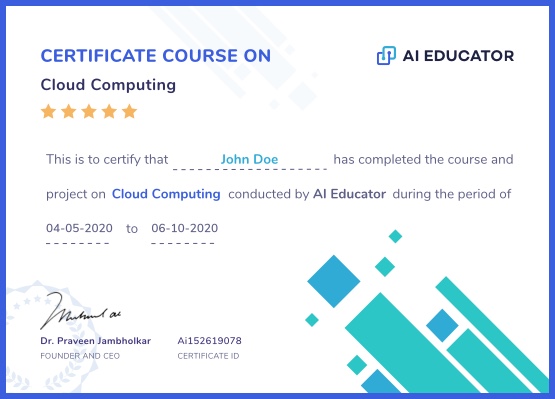 CERTIFICATE COURSE ON
AI EDUCATOR
Cloud Computing
This is to certify that John Doe has completed the course and
project on Cloud Computing conducted by AI Educator during the period of
04-05-2020 to 06-10-2020
Dr. Praveen Jambholkar
Ai152619078
FOUNDER AND CEO
CERTIFICATE ID